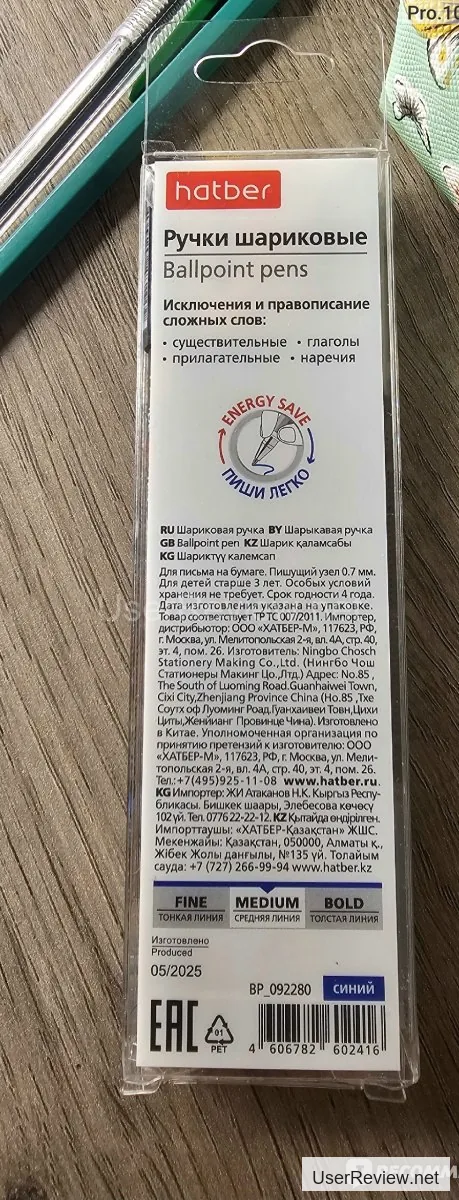 Pro.10
hatber
Ручки шариковые
Ballpoint pens
Исключения и правописание
сложных слов:
• существительные • глаголы
• прилагательные • наречия
ENERGY SAVE
ПИШИ ЛЕГКО
RU Шариковая ручка BY Шарыкавая ручка
GB Ballpoint pen KZ Шарик қаламсабы
KG Шариктүү калемсап
Для письма на бумаге. Пишущий узел 0.7 мм.
Для детей старше 3 лет. Особых условий
хранения не требует. Срок годности 4 года.
Дата изготовления указана на упаковке.
Товар соответствует ТР ТС 007/2011. Импортер,
дистрибьютор: ООО «ХАТБЕР-М», 117623, РФ,
г. Москва, ул. Мелитопольская 2-я, вл. 4А, стр. 40,
эт. 4, пом. 26. Изготовитель: Ningbo Chosch
Stationery Making Co.,Ltd. (Нингбо Чош
Стационеры Макинг Цо.,Лтд.) Адрес: No.85 ,
The South of Luoming Road.Guanhaiwei Town,
Cixi City,Zhenjiang Province China (Но.85 ,Тхе
Соутх оф Луоминг Роад,Гуанхаивеи Товн,Цихи
Циты,Женйианг Провинце Чина). Изготовлено
в Китае. Уполномоченная организация по
принятию претензий к изготовителю: ООО
«ХАТБЕР-М», 117623, РФ, г. Москва, ул. Мели-
топольская 2-я, вл. 4А, стр. 40, эт. 4, пом. 26.
Тел.:+7(495)925-11-08 www.hatber.ru.
KG Импортер: ЖИ Атаканов Н.К. Кыргыз Респу-
бликасы. Бишкек шаары, Элебесова көчөсү
102 үй. Тел. 077622-22-12. KZ Қытайда өндірілген.
Импорттаушы: «ХАТБЕР-Қазақстан» ЖШС.
Мекенжайы: Қазақстан, 050000, Алматы қ.,
Жібек Жолы данғылы, №135 үй. Толайым
сауда: +7 (727) 266-99-94 www.hatber.kz
FINE MEDIUM BOLD
ТОНКАЯ ЛИНИЯ СРЕДНЯЯ ЛИНИЯ ТОЛСТАЯ ЛИНИЯ
Изготовлено
Produced
05/2025
BP_092280 СИНИЙ
EAC 01
PET
4 606782 602416
UserReview.net